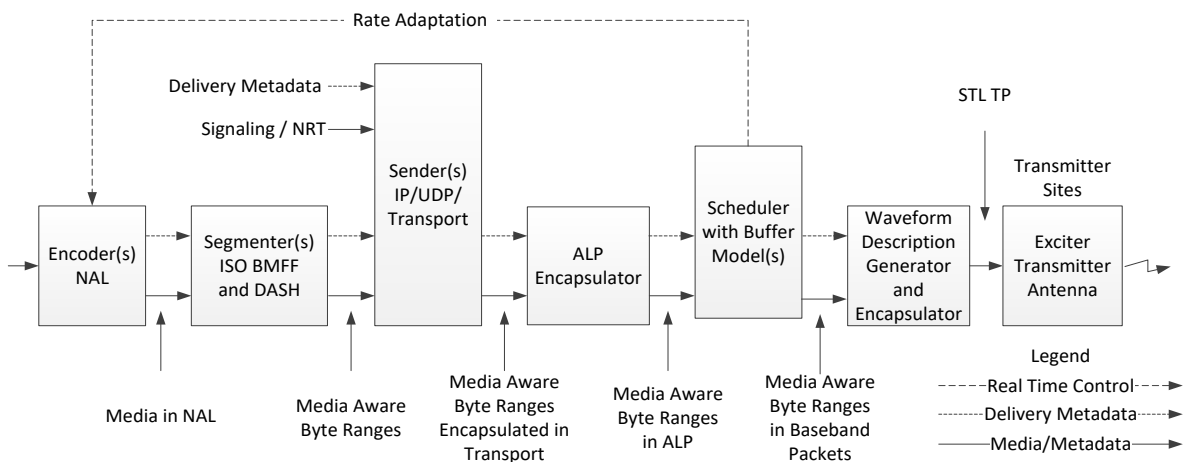 Rate Adaptation
Delivery Metadata
Signaling / NRT
STL TP
Transmitter
Sites
Encoder(s)
NAL
Segmenter(s)
ISO BMFF
and DASH
Sender(s)
IP/UDP/
Transport
ALP
Encapsulator
Scheduler
with Buffer
Model(s)
Waveform
Description
Generator
and
Encapsulator
Exciter
Transmitter
Antenna
Media in NAL
Media Aware
Byte Ranges
Media Aware
Byte Ranges
Encapsulated in
Transport
Media Aware
Byte Ranges
in ALP
Media Aware
Byte Ranges
in Baseband
Packets
Legend
Real Time Control
Delivery Metadata
Media/Metadata